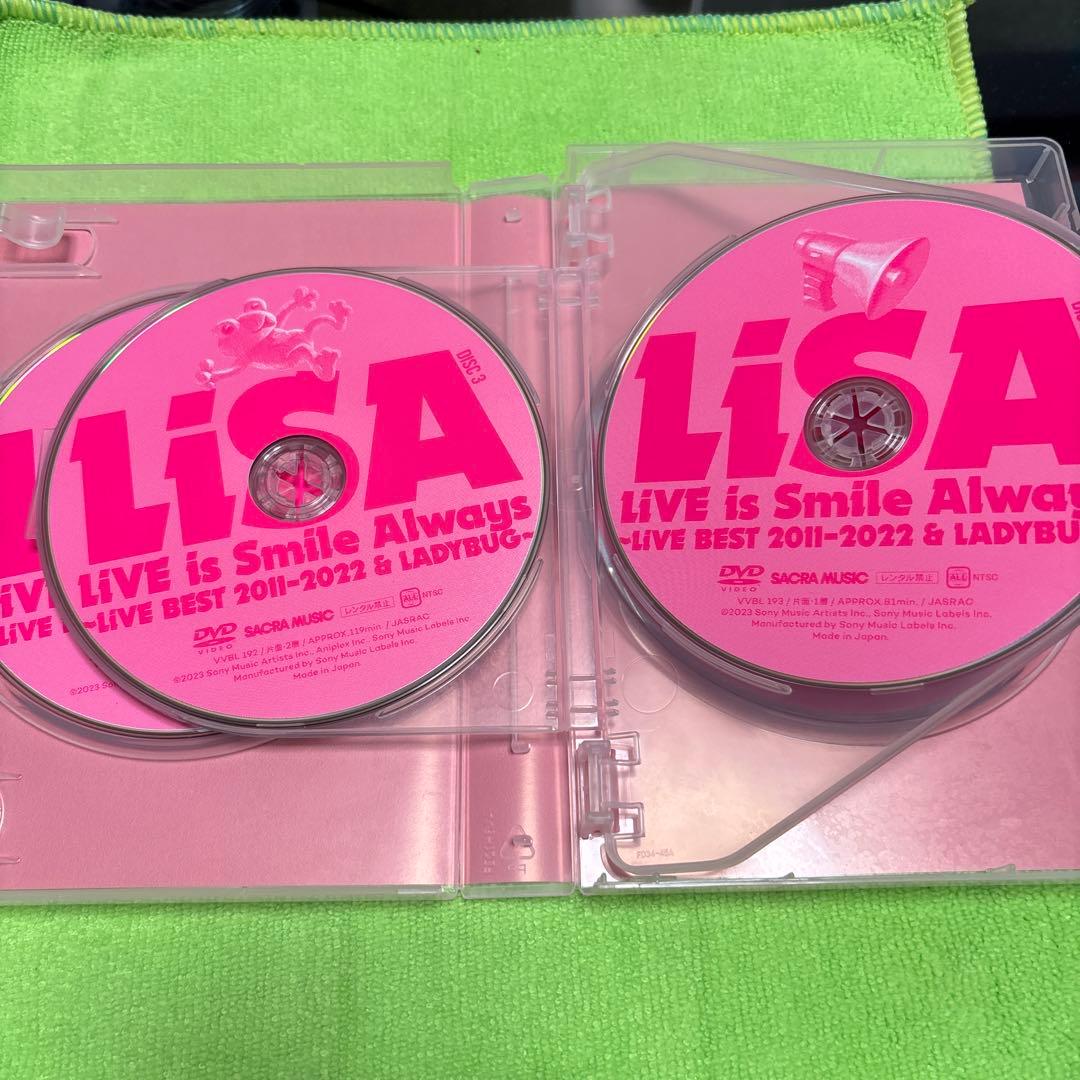 LiSA
DISC 3
LiVE is Smile Always
~LiVE BEST 2011-2022 & LADYBUG~
DVD VIDEO SACRA MUSIC レンタル禁止 ALL NTSC
VVBL 192 / 片面・2層 / APPROX.119min. / JASRAC
©2023 Sony Music Artists Inc., Aniplex Inc., Sony Music Labels Inc.
Manufactured by Sony Music Labels Inc.
Made in Japan.
©2023 So
LiSA
LiVE is Smile Alway
~LiVE BEST 2011-2022 & LADYBU
DVD VIDEO SACRA MUSIC レンタル禁止 ALL NTSC
VVBL 193 / 片面・1層 / APPROX.81min. / JASRAC
©2023 Sony Music Artists Inc., Sony Music Labels Inc.
Manufactured by Sony Music Labels Inc.
Made in Japan.